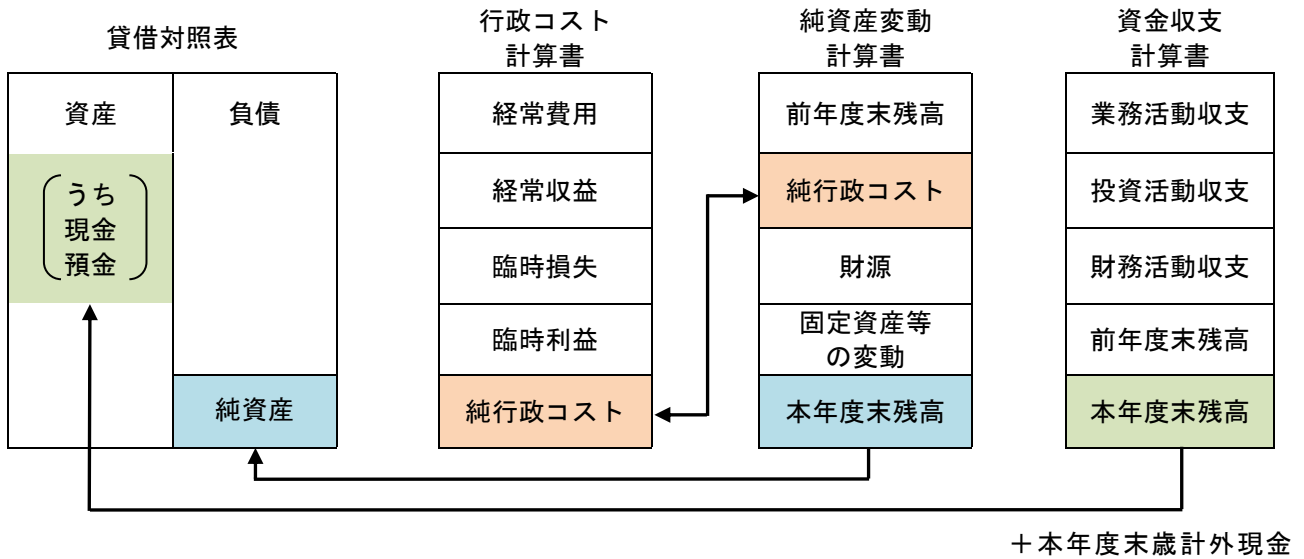 貸借対照表
資産
負債
うち
現金
預金
純資産
行政コスト
計算書
経常費用
経常収益
臨時損失
臨時利益
純行政コスト
純資産変動
計算書
前年度末残高
純行政コスト
財源
固定資産等
の変動
本年度末残高
資金収支
計算書
業務活動収支
投資活動収支
財務活動収支
前年度末残高
本年度末残高
＋本年度末歳計外現金